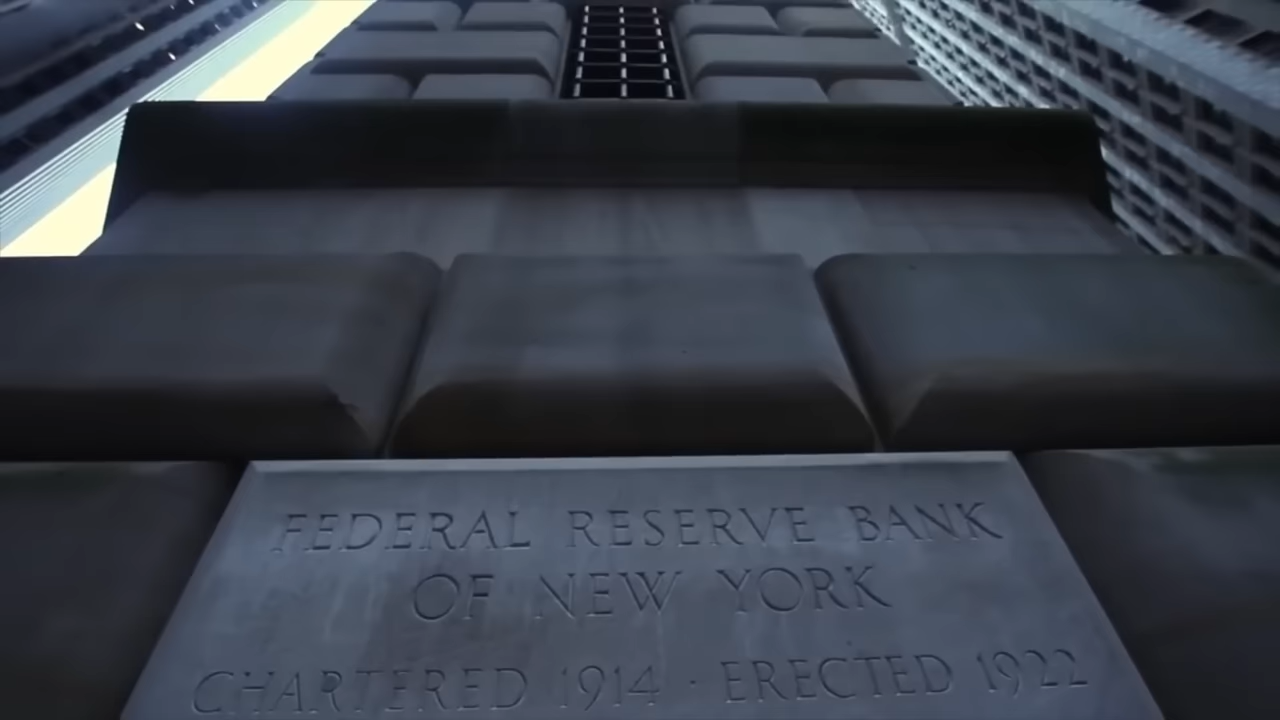 FEDERAL RESERVE BANK
OF NEW YORK
CHARTERED 1914 · ERECTED 1922